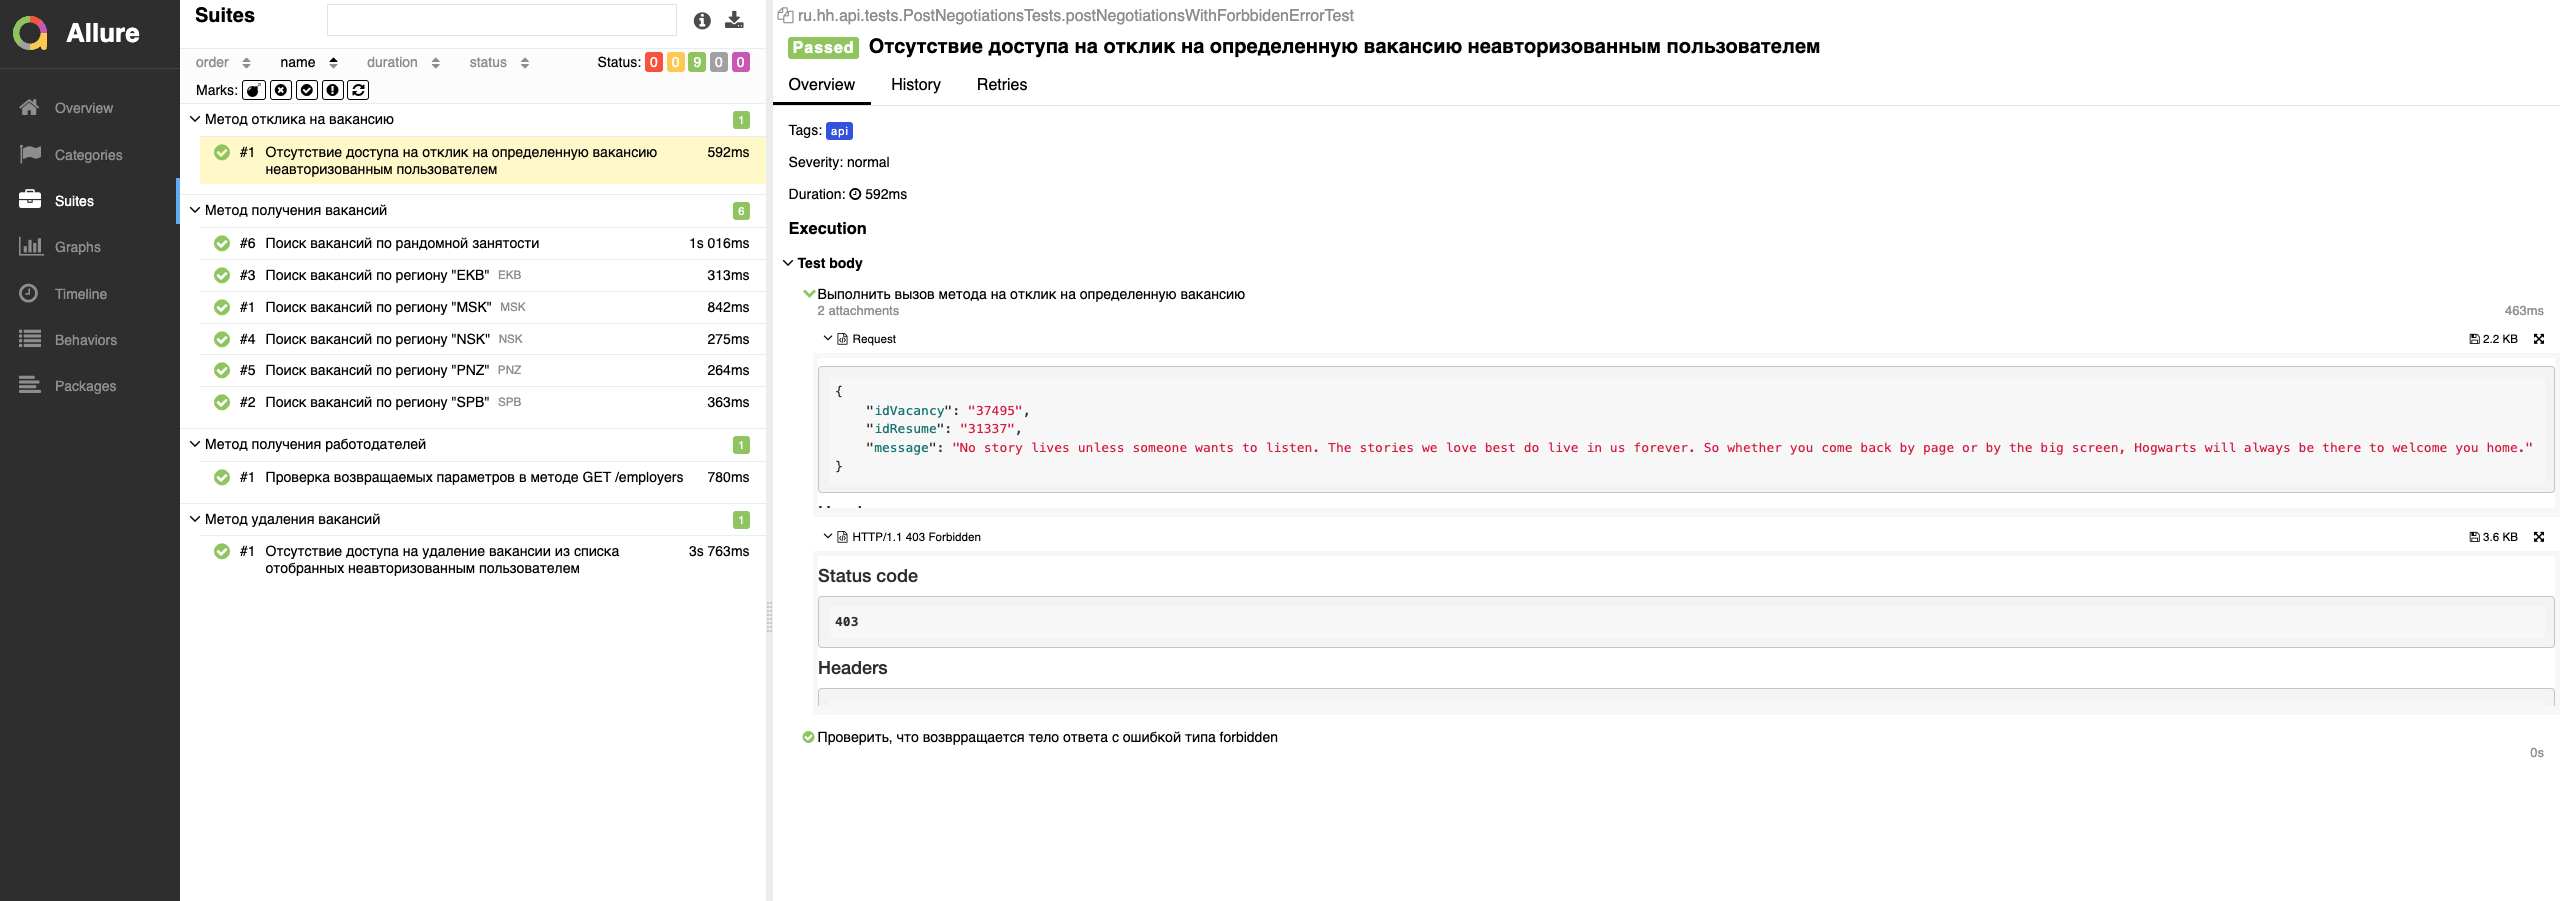 Allure
Overview
Categories
Suites
Graphs
Timeline
Behaviors
Packages
Suites
order name duration status Status: 0 0 9 0 0
Marks:
Метод отклика на вакансию 1
#1 Отсутствие доступа на отклик на определенную вакансию 592ms
неавторизованным пользователем
Метод получения вакансий 6
#6 Поиск вакансий по рандомной занятости 1s 016ms
#3 Поиск вакансий по региону "EKB" EKB 313ms
#1 Поиск вакансий по региону "MSK" MSK 842ms
#4 Поиск вакансий по региону "NSK" NSK 275ms
#5 Поиск вакансий по региону "PNZ" PNZ 264ms
#2 Поиск вакансий по региону "SPB" SPB 363ms
Метод получения работодателей 1
#1 Проверка возвращаемых параметров в методе GET /employers 780ms
Метод удаления вакансий 1
#1 Отсутствие доступа на удаление вакансии из списка 3s 763ms
отобранных неавторизованным пользователем
ru.hh.api.tests.PostNegotiationsTests.postNegotiationsWithForbbidenErrorTest
Passed Отсутствие доступа на отклик на определенную вакансию неавторизованным пользователем
Overview History Retries
Tags: api
Severity: normal
Duration: 592ms
Execution
Test body
Выполнить вызов метода на отклик на определенную вакансию
2 attachments 463ms
Request 2.2 KB
{
"idVacancy": "37495",
"idResume": "31337",
"message": "No story lives unless someone wants to listen. The stories we love best do live in us forever. So whether you come back by page or by the big screen, Hogwarts will always be there to welcome you home."
}
HTTP/1.1 403 Forbidden 3.6 KB
Status code
403
Headers
Проверить, что возврращается тело ответа с ошибкой типа forbidden
0s